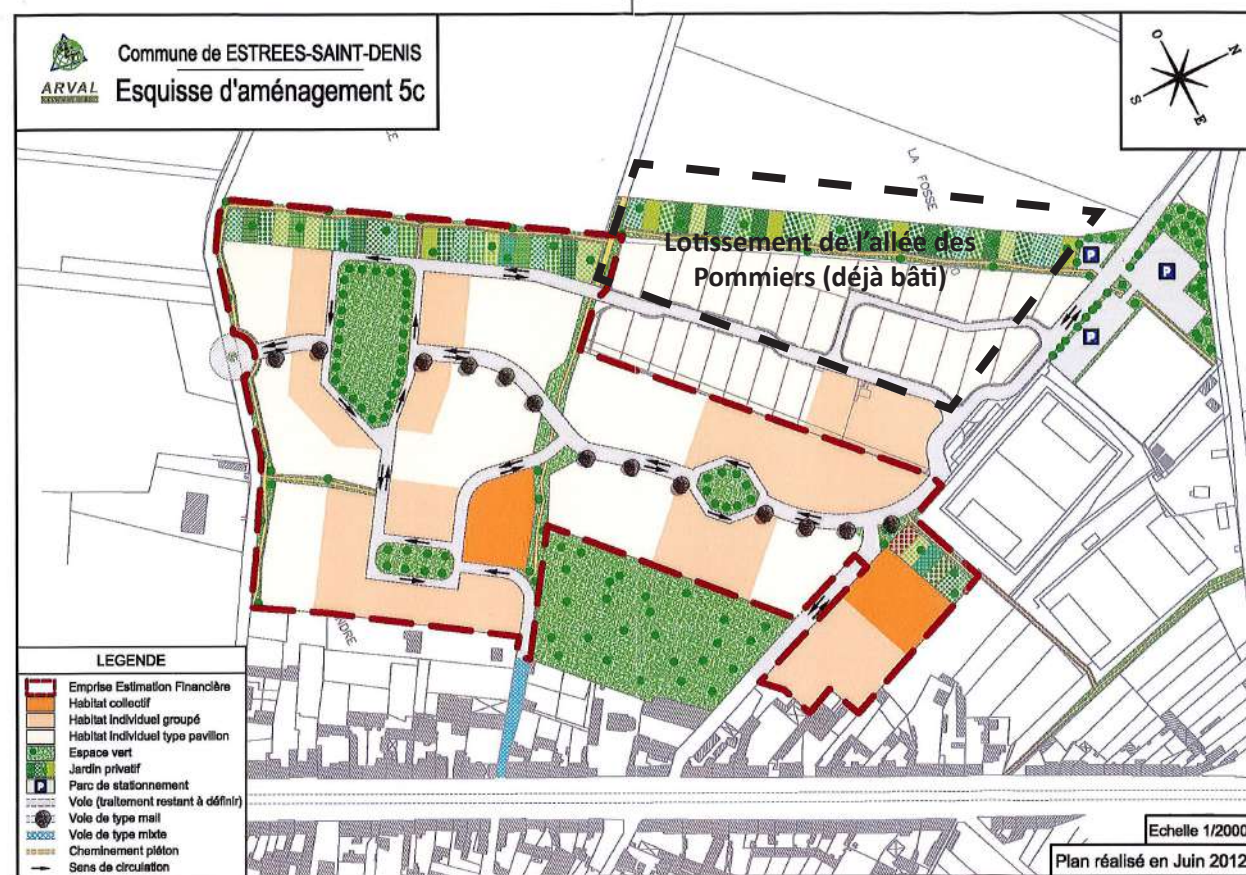 Commune de ESTREES-SAINT-DENIS
ARVAL
Esquisse d'aménagement 5c
O
N
S
E
LA FOSSE
Lotissement de l'allée des
Pommiers (déjà bâti)
P
P
P
LEGENDE
Emprise Estimation Financière
Habitat collectif
Habitat individuel groupé
Habitat individuel type pavillon
Espace vert
Jardin privatif
P
Parc de stationnement
Voie (traitement restant à définir)
Voie de type mail
Voie de type mixte
Cheminement piéton
Sens de circulation
Echelle 1/2000
Plan réalisé en Juin 2012